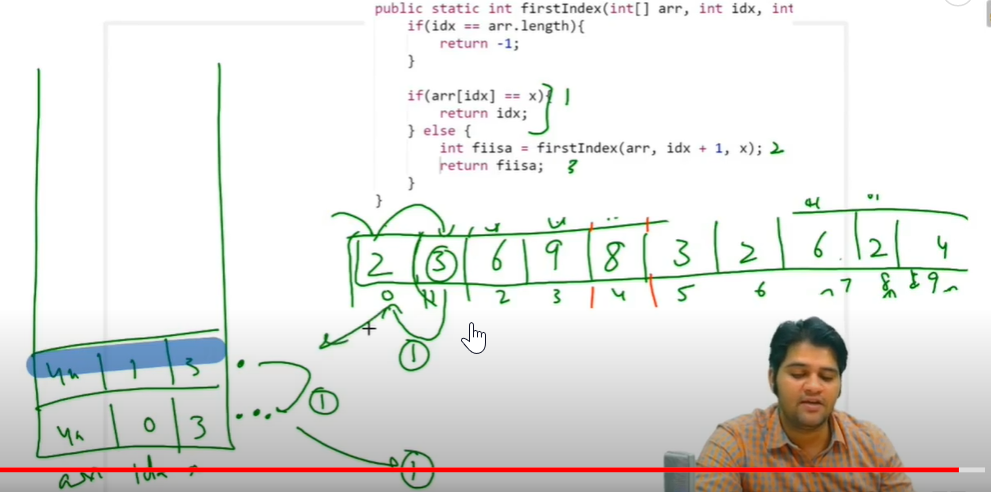 public static int firstIndex(int[] arr, int idx, int
if(idx == arr.length){
return -1;
}
if(arr[idx] == x){ 1
return idx;
} else {
int fiisa = firstIndex(arr, idx + 1, x); 2
return fiisa; 3
}
}
2 3 6 9 8 3 2 6 2 4
0 1 2 3 4 5 6 7 8 9
1
4k 1 3
1
4k 0 3
1
arr idx